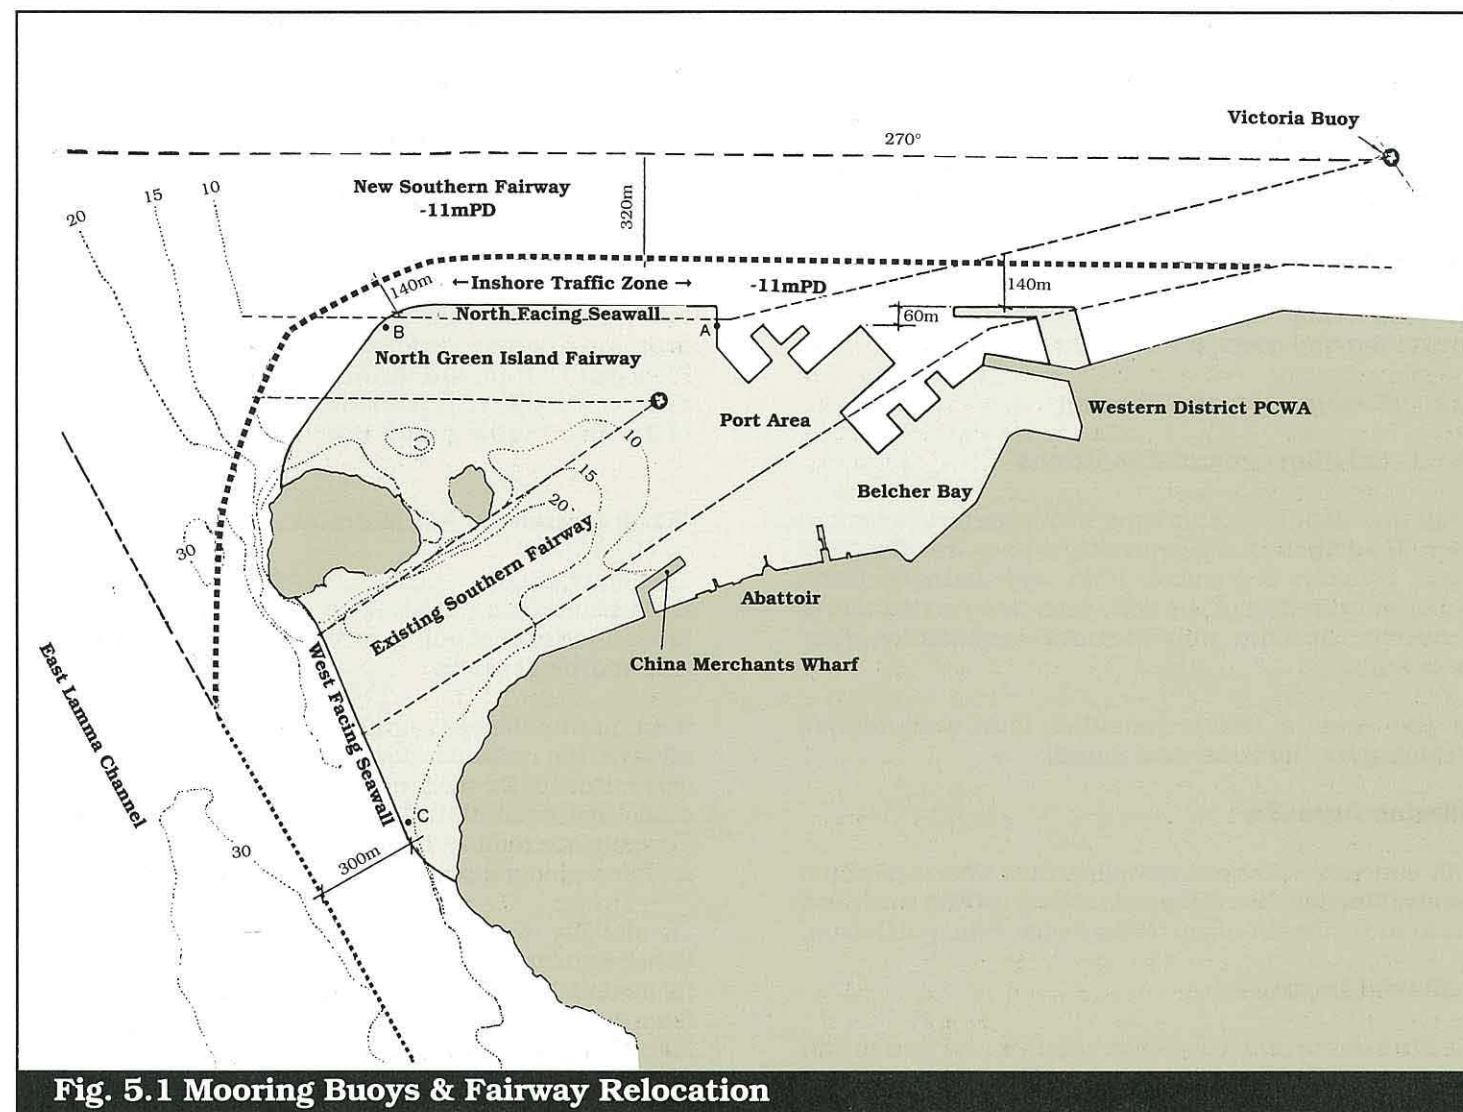 Victoria Buoy
270°
New Southern Fairway
-11mPD
320m
10
15
20
140m
←Inshore Traffic Zone →
-11mPD
140m
North Facing Seawall
60m
A
B
North Green Island Fairway
Port Area
Western District PCWA
10
15
20
Belcher Bay
30
Existing Southern Fairway
Abattoir
China Merchants Wharf
West Facing Seawall
East Lamma Channel
C
30
300m
Fig. 5.1 Mooring Buoys & Fairway Relocation